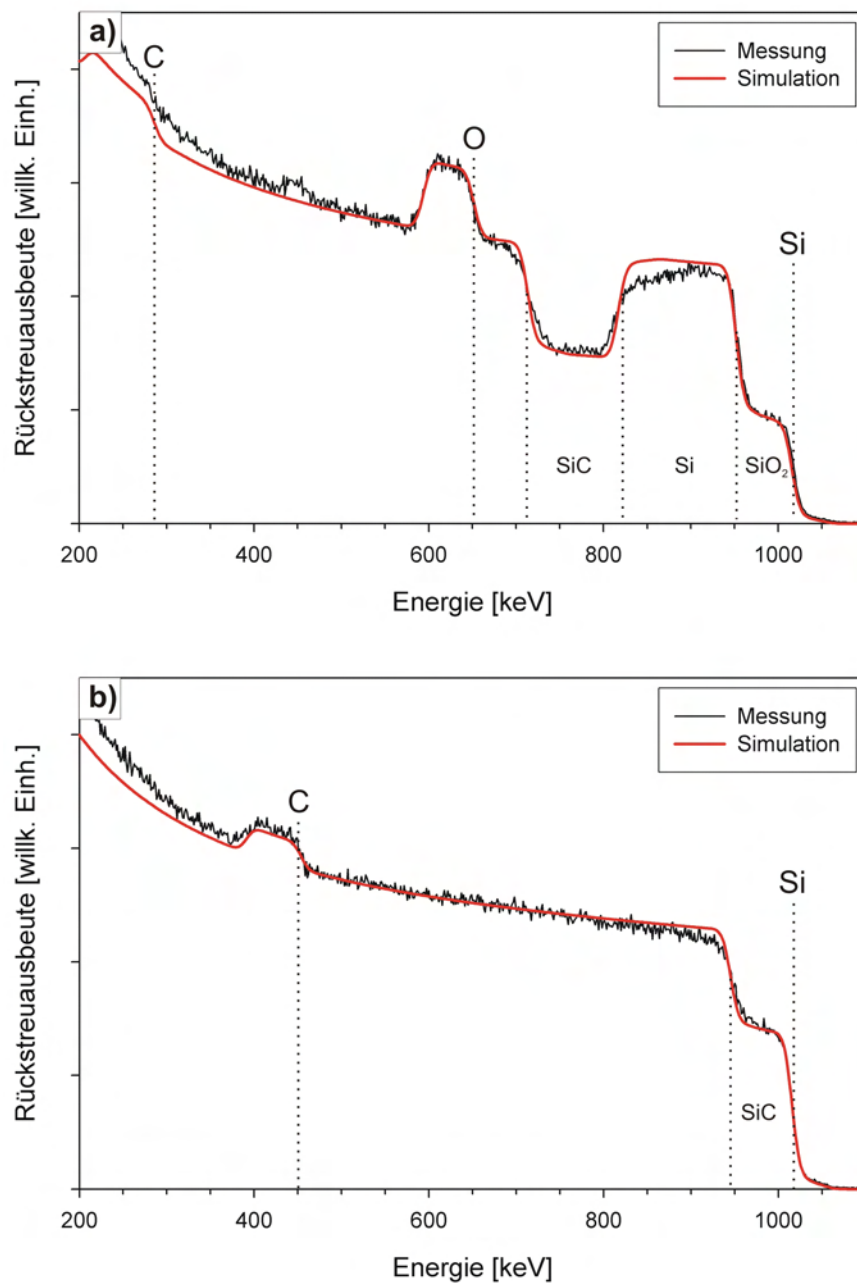 a)
C
O
Si
Messung
Simulation
Rückstreuausbeute [willk. Einh.]
SiC
Si
SiO₂
200
400
600
800
1000
Energie [keV]
b)
C
Si
Messung
Simulation
Rückstreuausbeute [willk. Einh.]
SiC
200
400
600
800
1000
Energie [keV]